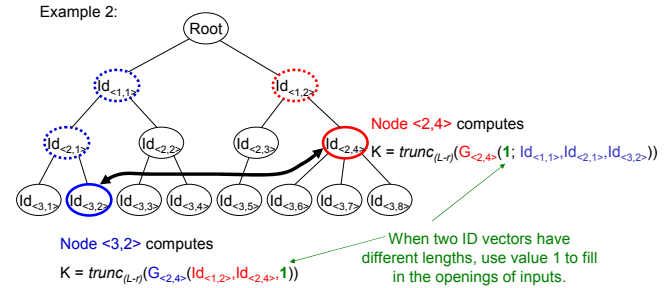 Example 2:
Root
Id<1,1>
Id<1,2>
Id<2,1>
Id<2,2>
Id<2,3>
Id<2,4>
Id<3,1>
Id<3,2>
Id<3,3>
Id<3,4>
Id<3,5>
Id<3,6>
Id<3,7>
Id<3,8>
Node <2,4> computes
K = trunc(L-r)(G<2,4>(1; Id<1,1>,Id<2,1>,Id<3,2>))
Node <3,2> computes
K = trunc(L-r)(G<2,4>(Id<1,2>,Id<2,4>,1))
When two ID vectors have
different lengths, use value 1 to fill
in the openings of inputs.